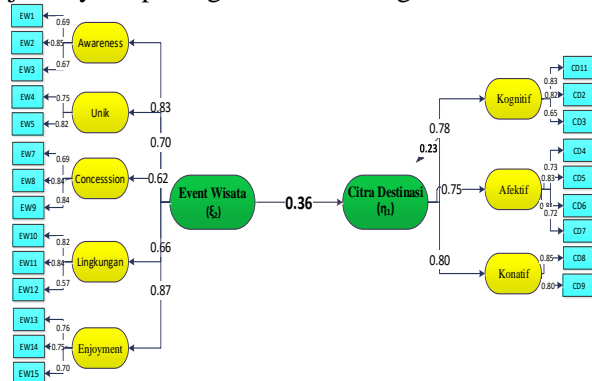 EW1
EW2
EW3
0.69
0.85
0.67
Awareness
EW4
EW5
0.75
0.82
Unik
EW7
EW8
EW9
0.69
0.84
0.84
Concesssion
EW10
EW11
EW12
0.82
0.84
0.57
Lingkungan
EW13
EW14
EW15
0.76
0.75
0.70
Enjoyment
0.83
0.70
0.62
0.66
0.87
Event Wisata
(ξ2)
0.36
Citra Destinasi
(η1)
0.23
0.78
0.75
0.80
Kognitif
0.83
0.82
0.65
CD11
CD2
CD3
Afektif
0.73
0.83
0.72
CD4
CD5
CD6
CD7
Konatif
0.85
0.80
CD8
CD9